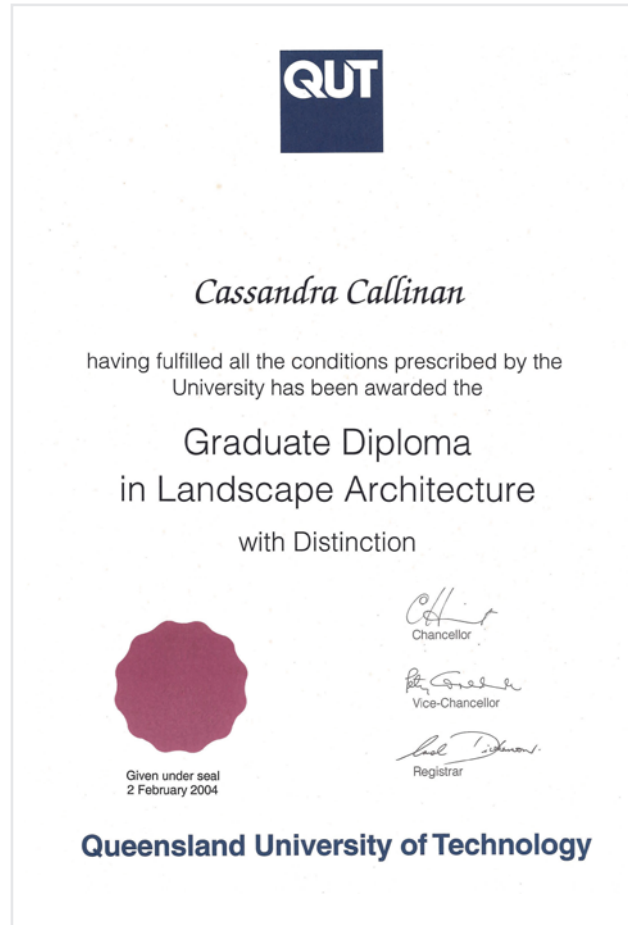 QUT
Cassandra Callinan
having fulfilled all the conditions prescribed by the
University has been awarded the
Graduate Diploma
in Landscape Architecture
with Distinction
Chancellor
Vice-Chancellor
Registrar
Given under seal
2 February 2004
Queensland University of Technology